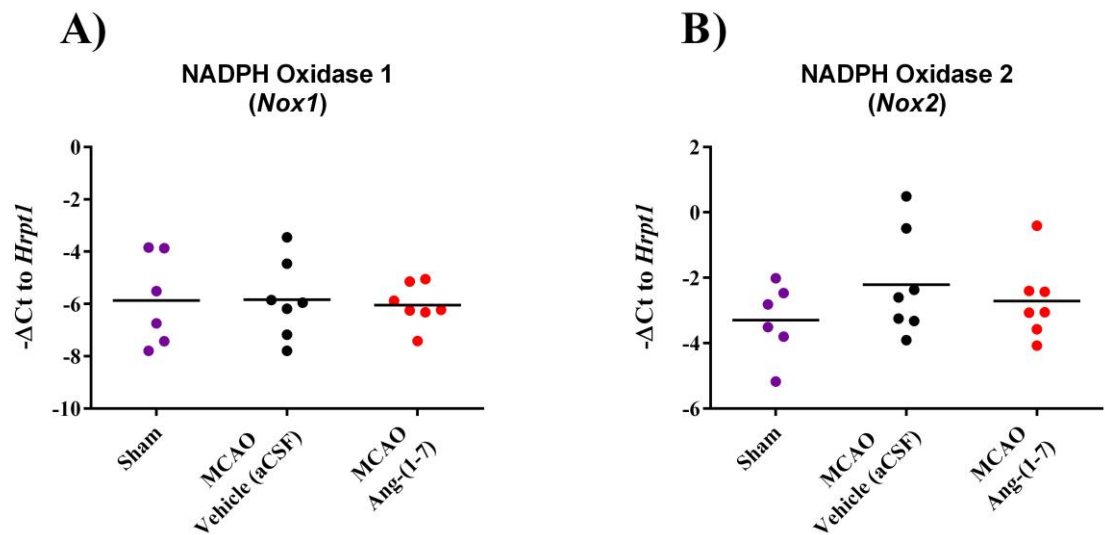 A)
NADPH Oxidase 1
(Nox1)
0
-2
-4
-6
-8
-10
-ΔCt to Hrpt1
Sham
MCAO
Vehicle (aCSF)
MCAO
Ang-(1-7)
B)
NADPH Oxidase 2
(Nox2)
2
0
-2
-4
-6
-ΔCt to Hrpt1
Sham
MCAO
Vehicle (aCSF)
MCAO
Ang-(1-7)